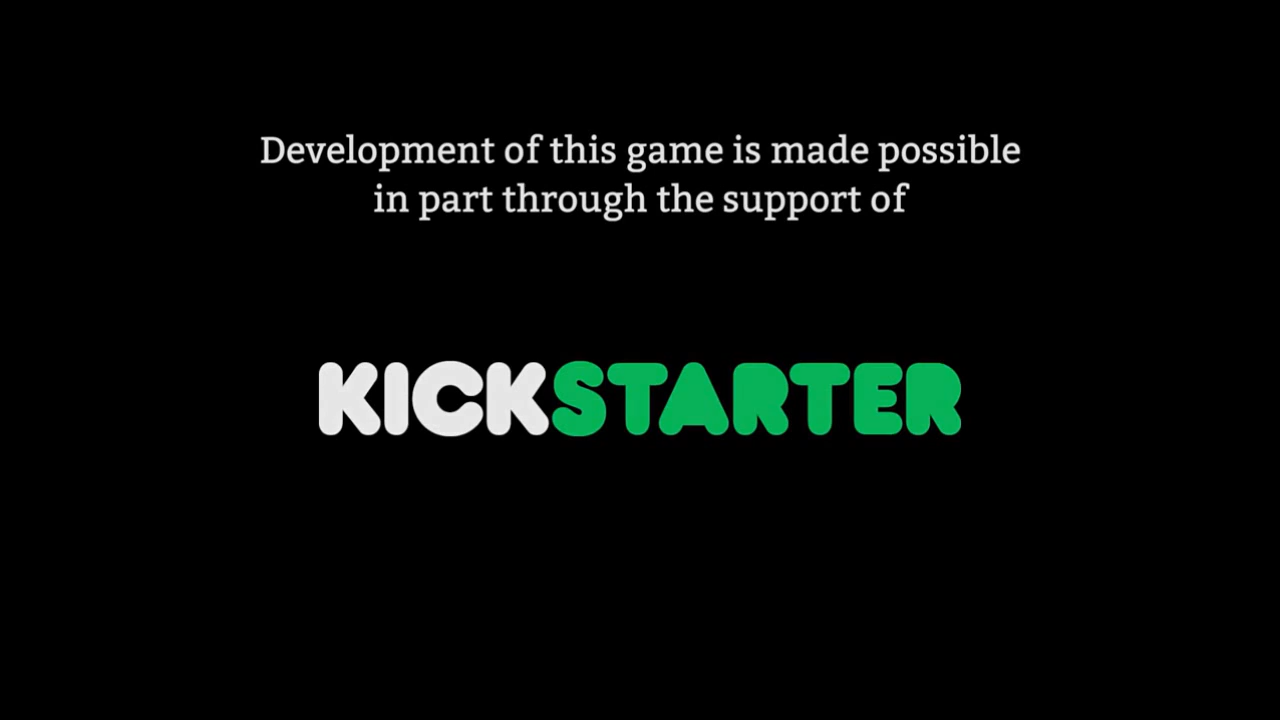 Development of this game is made possible
in part through the support of
KICKSTARTER